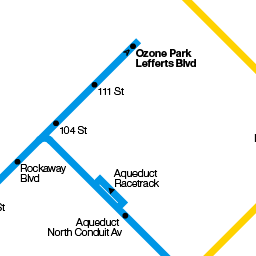 A
Ozone Park
Lefferts Blvd
111 St
104 St
Rockaway
Blvd
Aqueduct
Racetrack
St
Aqueduct
North Conduit Av